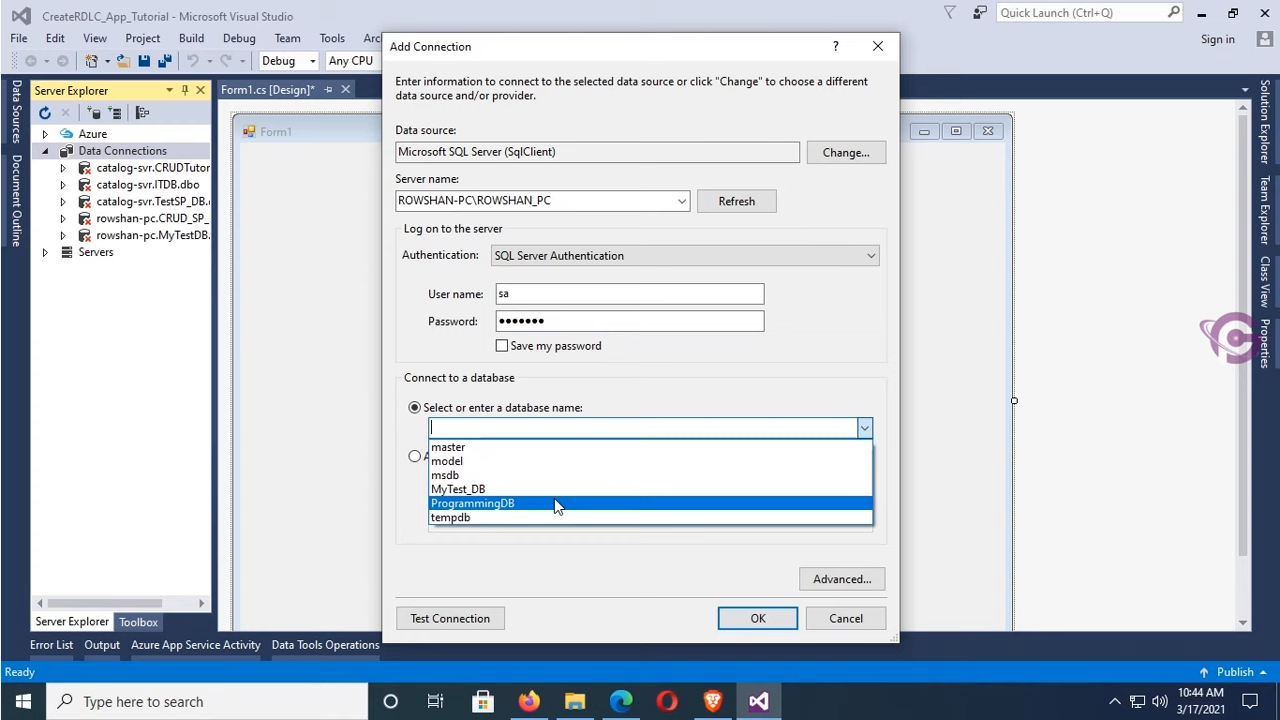 CreateRDLC_App_Tutorial - Microsoft Visual Studio
Quick Launch (Ctrl+Q)
File Edit View Project Build Debug Team Tools
Sign in
Debug Any CPU
Add Connection
?
Enter information to connect to the selected data source or click "Change" to choose a different
data source and/or provider.
Data source:
Microsoft SQL Server (SqlClient)
Change...
Server name:
ROWSHAN-PC\ROWSHAN_PC
Refresh
Log on to the server
Authentication:
SQL Server Authentication
User name:
sa
Password:
•••••••
Save my password
Connect to a database
Select or enter a database name:
master
model
msdb
MyTest_DB
ProgrammingDB
tempdb
Advanced...
Test Connection
OK
Cancel
Data Sources
Document Outline
Server Explorer
Azure
Data Connections
catalog-svr.CRUDTutor
catalog-svr.ITDB.dbo
catalog-svr.TestSP_DB.
rowshan-pc.CRUD_SP_
rowshan-pc.MyTestDB.
Servers
Server Explorer
Toolbox
Form1.cs [Design]*
Form1
Solution Explorer
Team Explorer
Class View
Properties
Error List
Output
Azure App Service Activity
Data Tools Operations
Ready
Publish
Type here to search
10:44 AM
3/17/2021